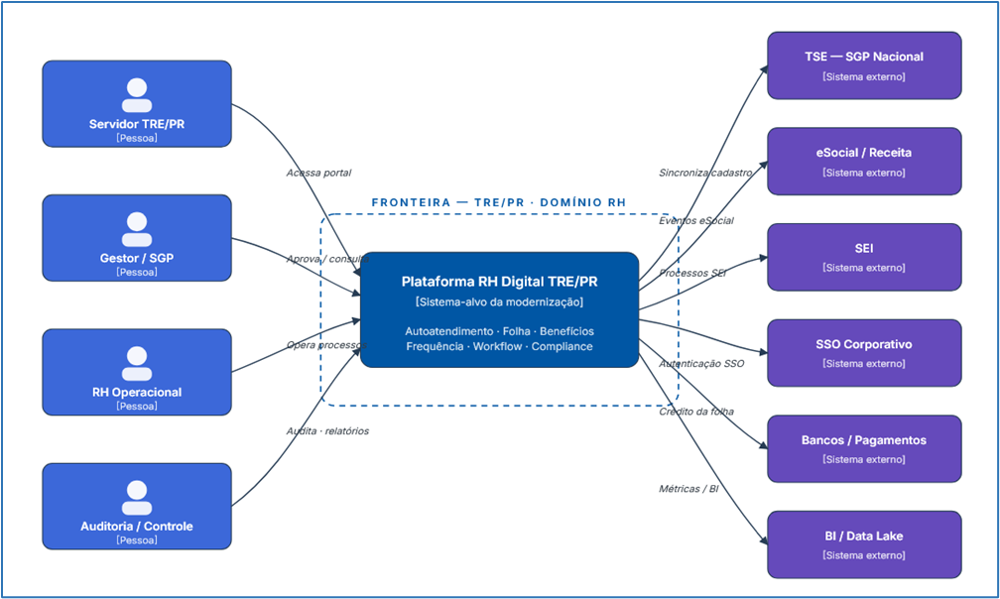 Servidor TRE/PR
[Pessoa]
Gestor / SGP
[Pessoa]
RH Operacional
[Pessoa]
Auditoria / Controle
[Pessoa]
Acessa portal
Aprova / consulta
Opera processos
Audita · relatórios
FRONTEIRA — TRE/PR · DOMÍNIO RH
Plataforma RH Digital TRE/PR
[Sistema-alvo da modernização]
Autoatendimento · Folha · Benefícios
Frequência · Workflow · Compliance
Sincroniza cadastro
Eventos eSocial
Processos SEI
Autenticação SSO
Crédito da folha
Métricas / BI
TSE — SGP Nacional
[Sistema externo]
eSocial / Receita
[Sistema externo]
SEI
[Sistema externo]
SSO Corporativo
[Sistema externo]
Bancos / Pagamentos
[Sistema externo]
BI / Data Lake
[Sistema externo]